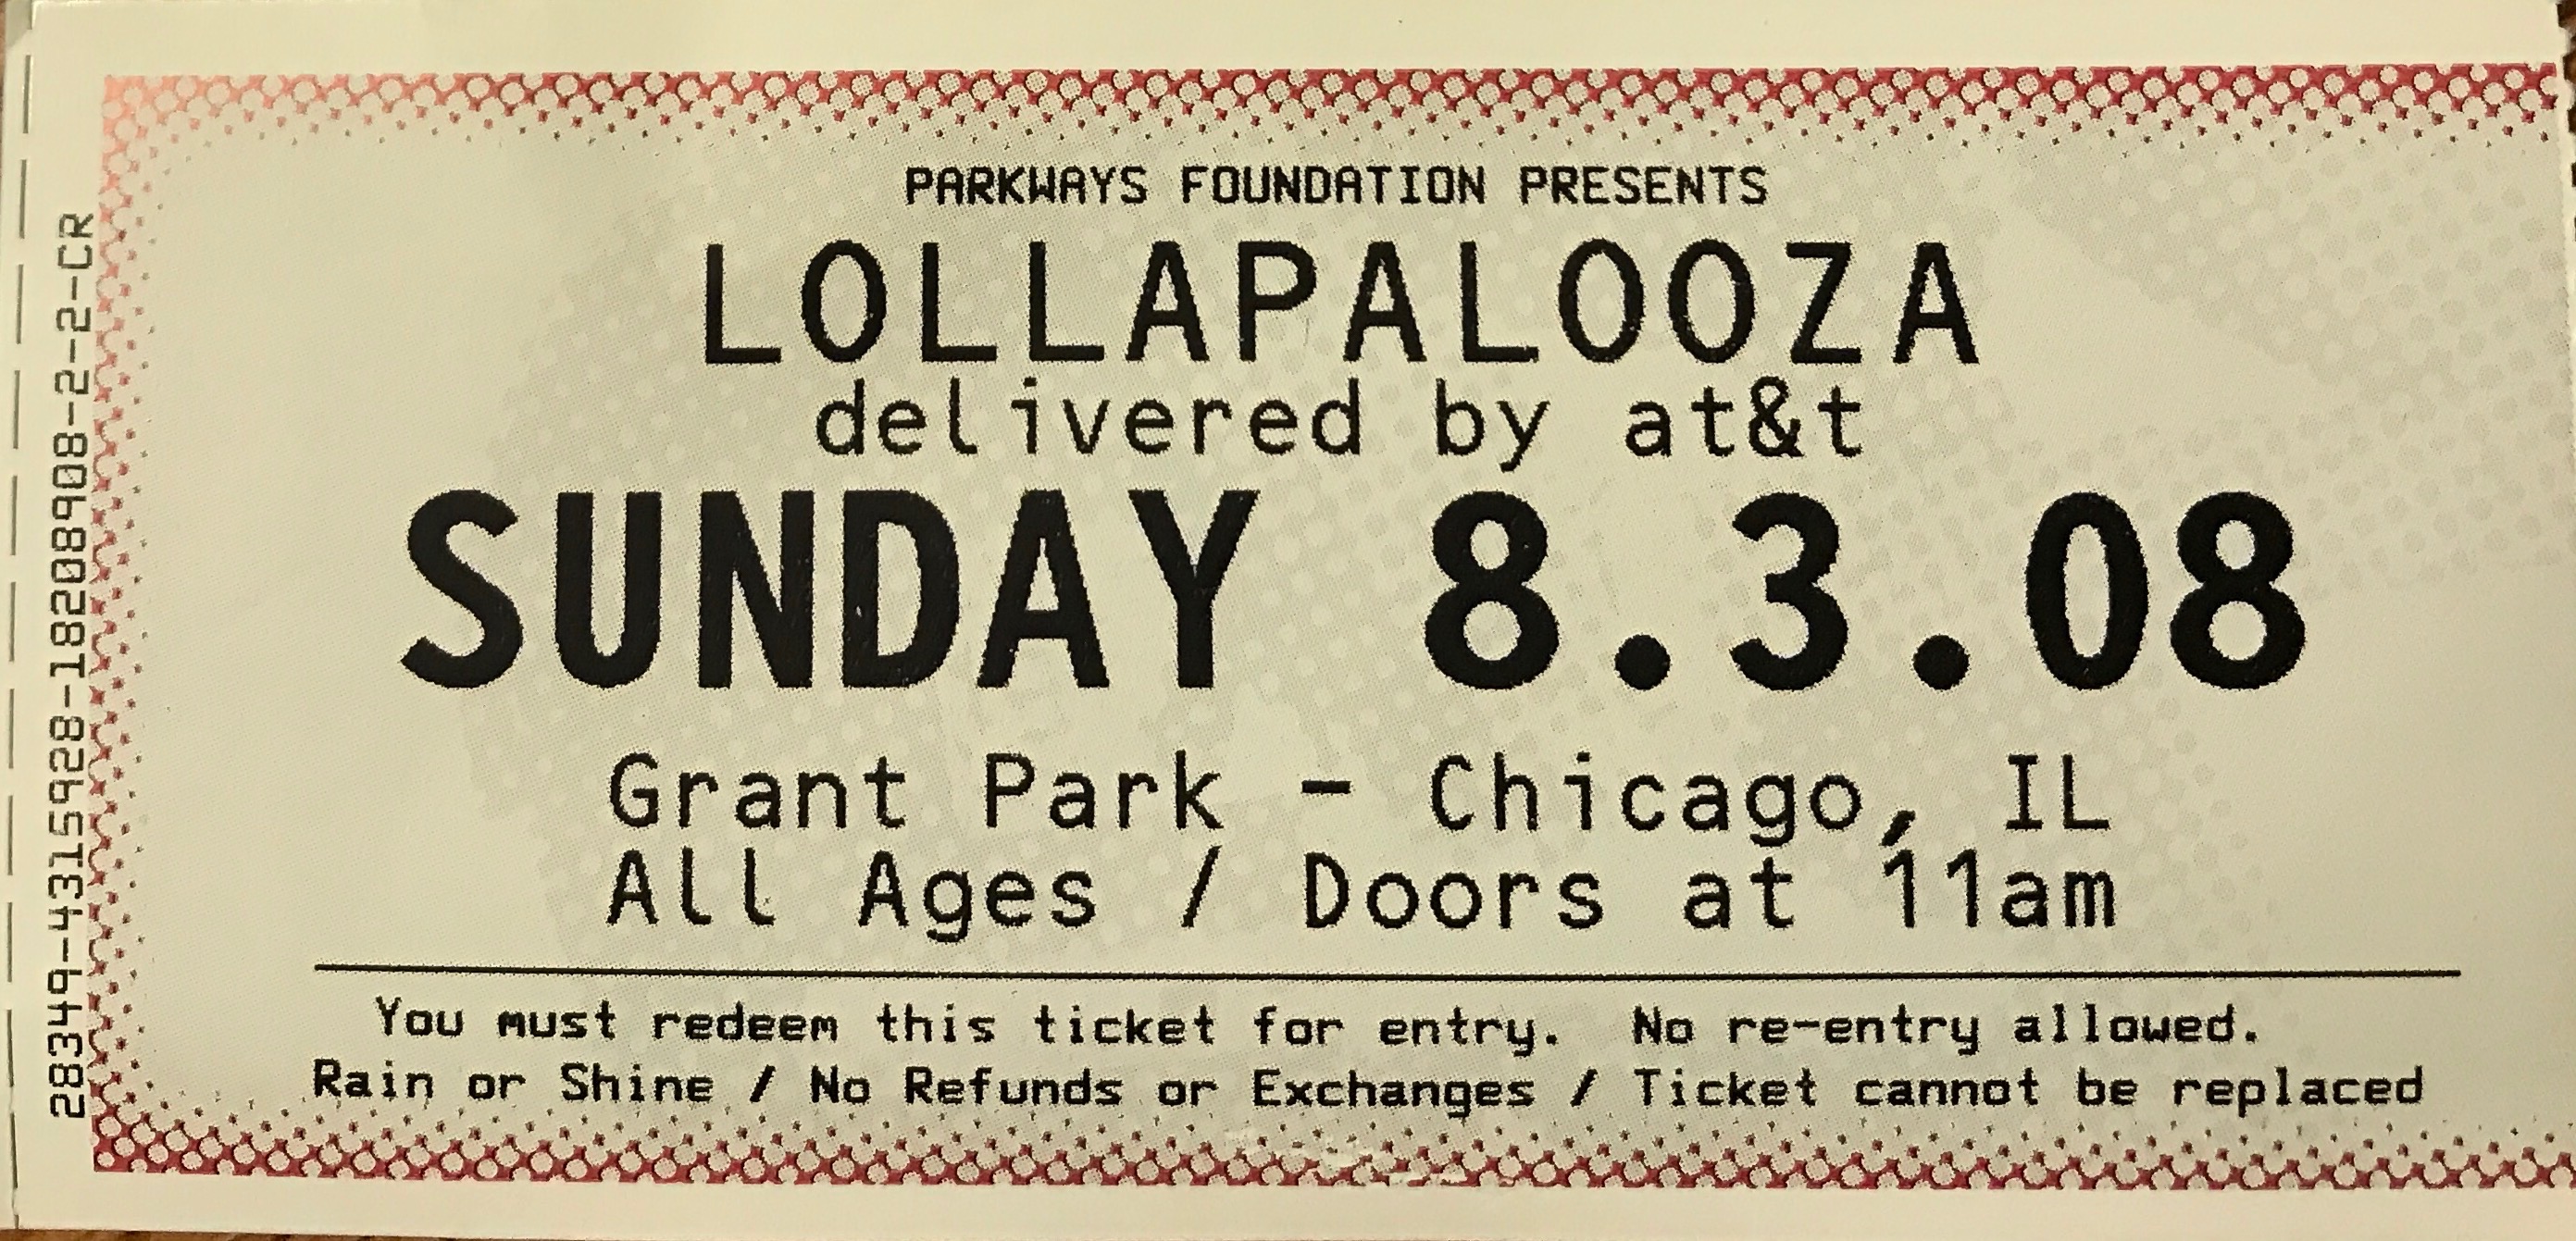 PARKWAYS FOUNDATION PRESENTS
LOLLAPALOOZA
delivered by at&t
SUNDAY 8.3.08
Grant Park - Chicago, IL
All Ages / Doors at 11am
You must redeem this ticket for entry. No re-entry allowed.
Rain or Shine / No Refunds or Exchanges / Ticket cannot be replaced
28349-4315928-18208908-2-2-CR